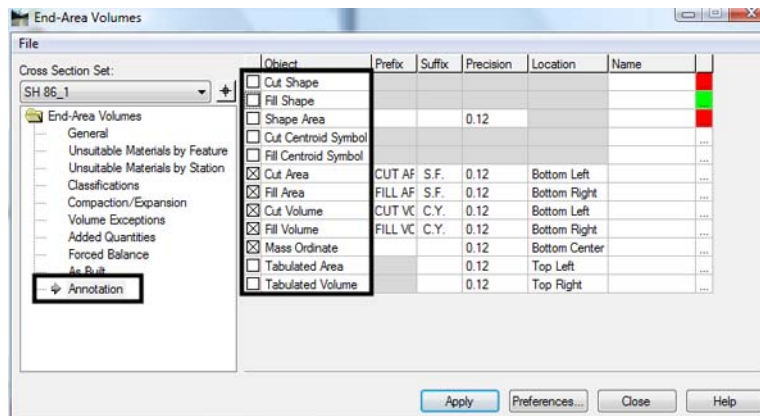 End-Area Volumes
File
Cross Section Set:
SH 86_1
End-Area Volumes
General
Unsuitable Materials by Feature
Unsuitable Materials by Station
Classifications
Compaction/Expansion
Volume Exceptions
Added Quantities
Forced Balance
As Built
Annotation
Object Prefix Suffix Precision Location Name
Cut Shape
Fill Shape
Shape Area 0.12
Cut Centroid Symbol ...
Fill Centroid Symbol ...
Cut Area CUT AF S.F. 0.12 Bottom Left ...
Fill Area FILL AF S.F. 0.12 Bottom Right ...
Cut Volume CUT VC C.Y. 0.12 Bottom Left ...
Fill Volume FILL VC C.Y. 0.12 Bottom Right ...
Mass Ordinate 0.12 Bottom Center ...
Tabulated Area 0.12 Top Left ...
Tabulated Volume 0.12 Top Right ...
Apply Preferences... Close Help